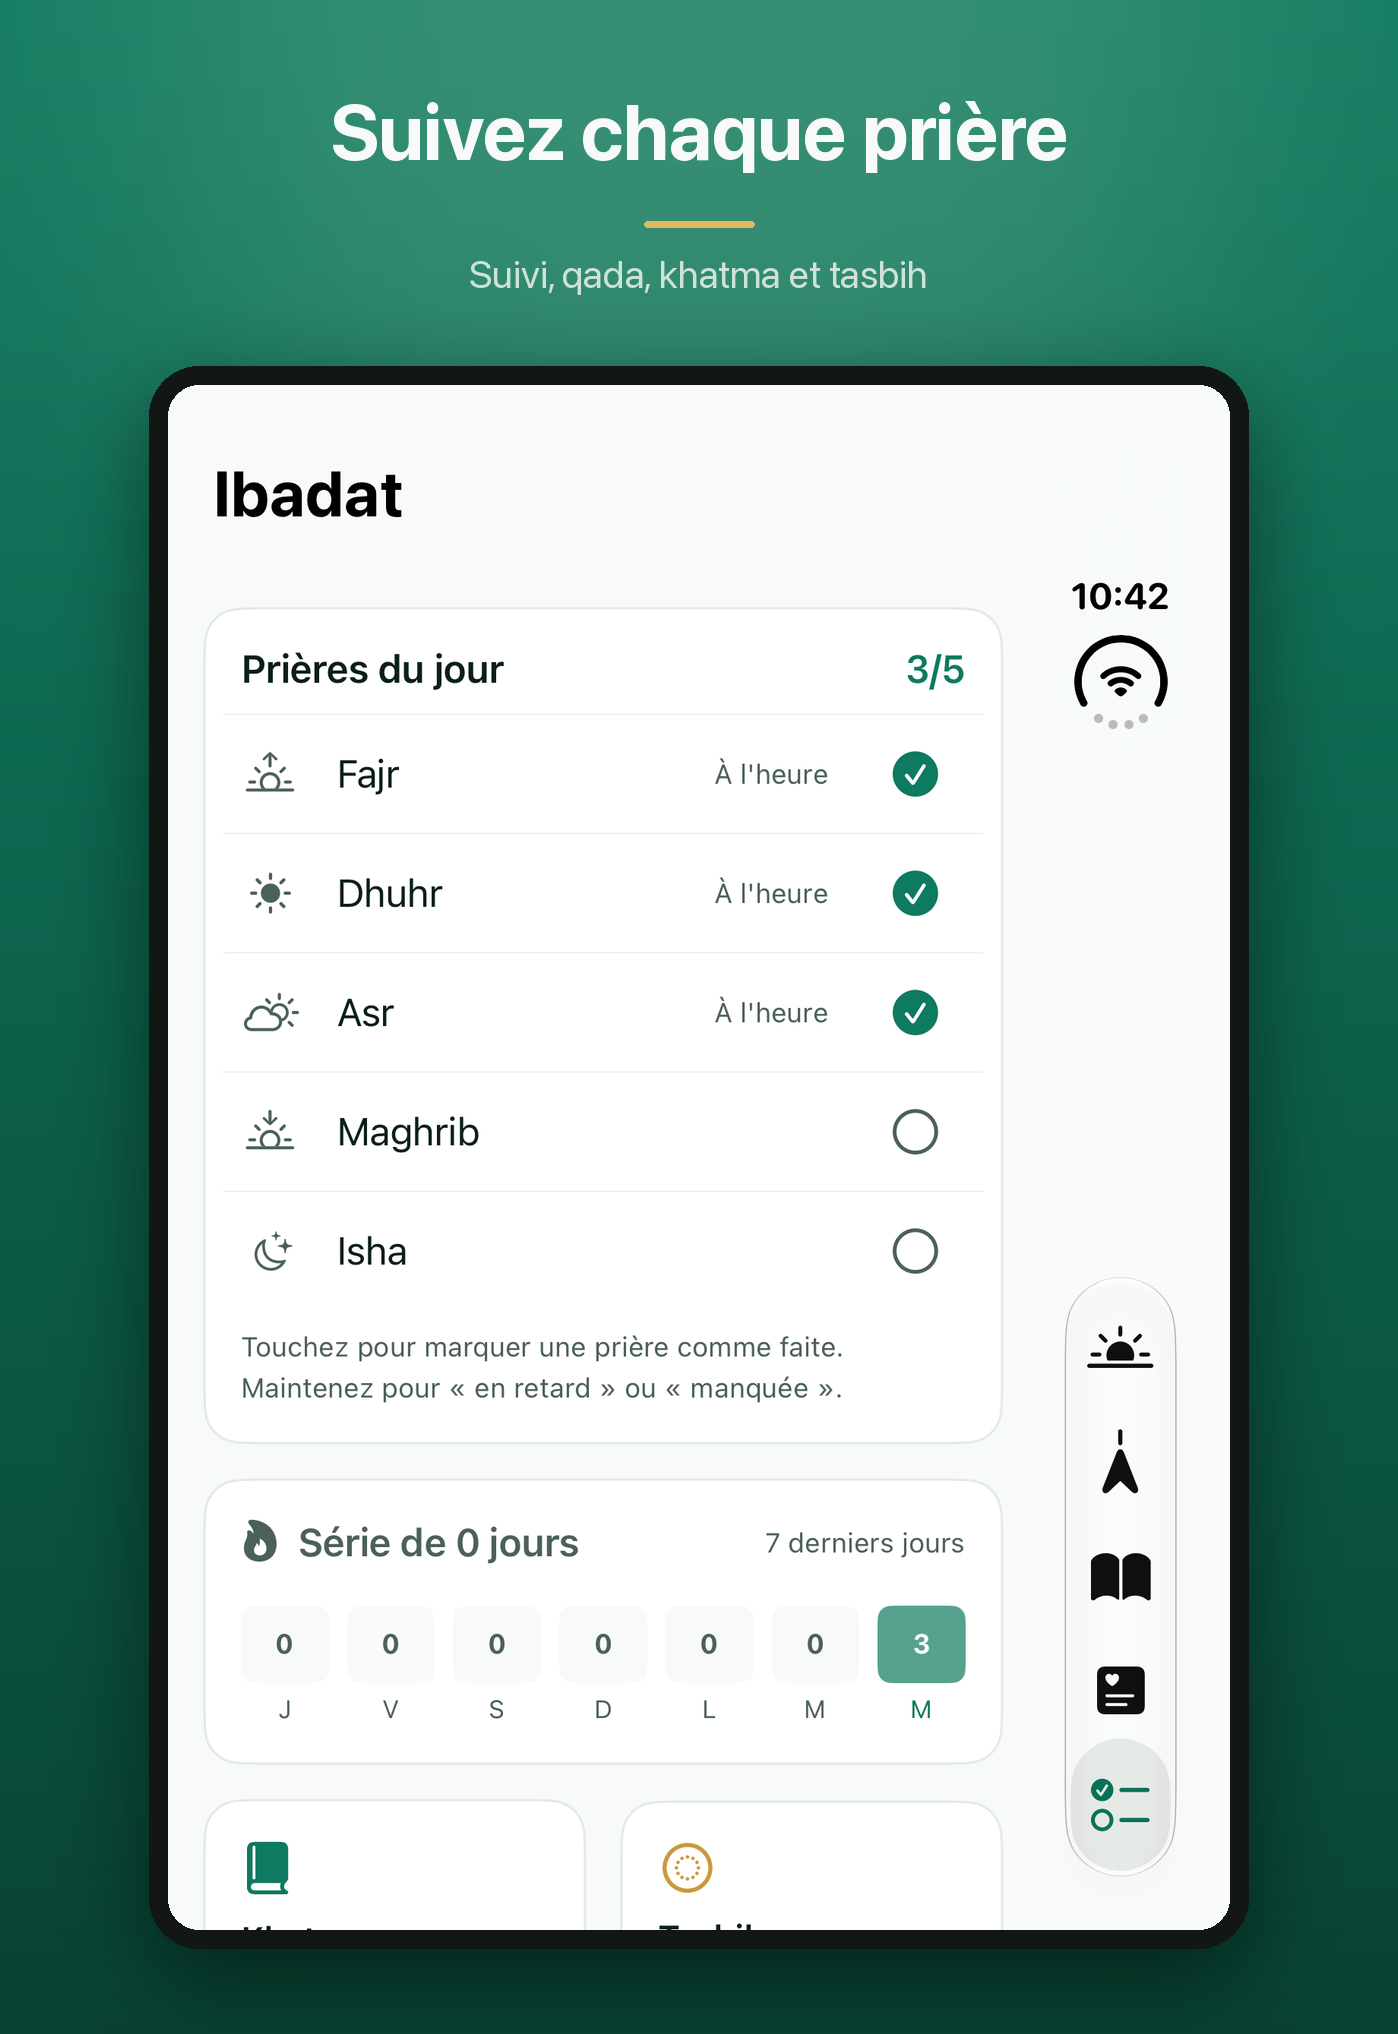 Suivez chaque prière
Suivi, qada, khatma et tasbih
Ibadat
10:42
Prières du jour 3/5
Fajr À l'heure
Dhuhr À l'heure
Asr À l'heure
Maghrib
Isha
Touchez pour marquer une prière comme faite.
Maintenez pour « en retard » ou « manquée ».
Série de 0 jours 7 derniers jours
0 0 0 0 0 0 3
J V S D L M M